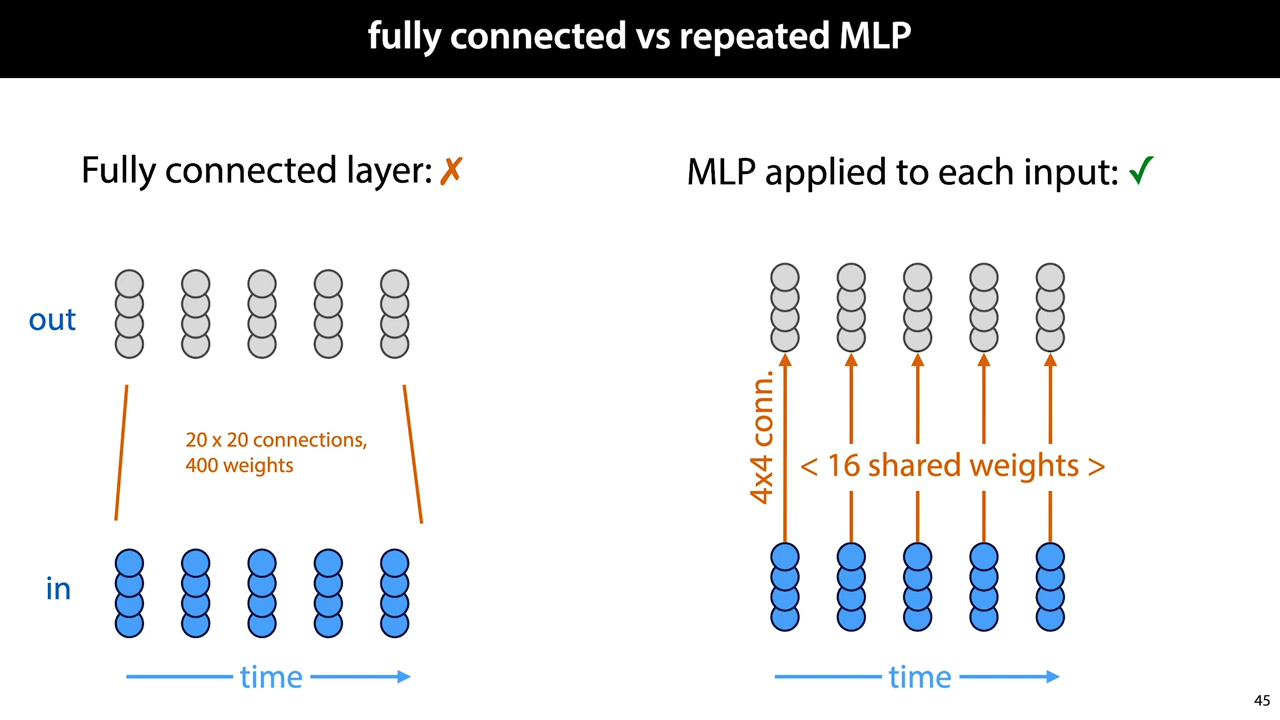 fully connected vs repeated MLP
Fully connected layer: ✗
MLP applied to each input: ✓
out
20 x 20 connections,
400 weights
in
time
4x4 conn.
< 16 shared weights >
time
45